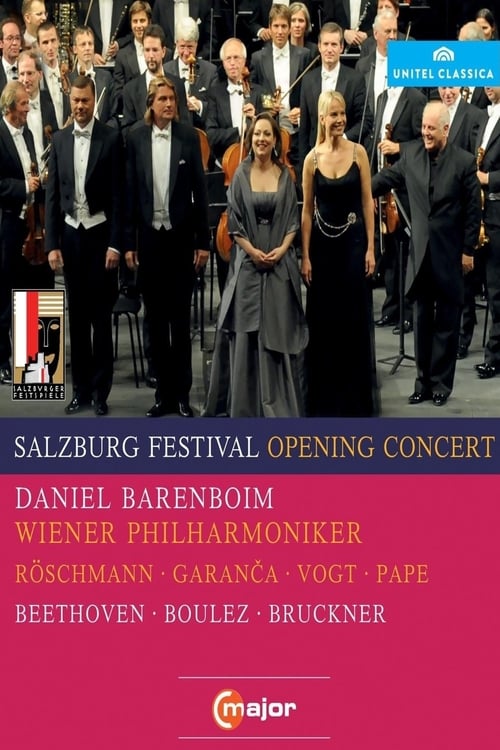 UNITEL CLASSICA
SALZBURGER
FESTSPIELE
SALZBURG FESTIVAL OPENING CONCERT
DANIEL BARENBOIM
WIENER PHILHARMONIKER
RÖSCHMANN · GARANČA · VOGT · PAPE
BEETHOVEN · BOULEZ · BRUCKNER
C major